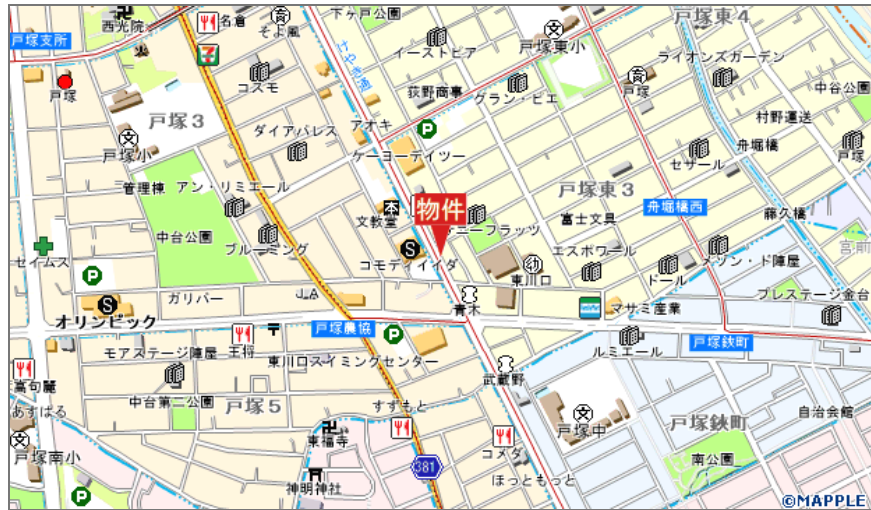 戸塚支所
西光院
名倉
そよ風
下ヶ戸公園
イーストピア
戸塚東小
戸塚東4
ライオンズガーデン
戸塚
コスモ
けやき通
荻野商事
グラン・ピエ
戸塚
中谷公園
村野運送
戸塚3
ダイアパレス
アオキ
P
舟堀橋
戸塚小
ケーヨーデイツー
セザール
戸塚
管理棟
アン・リミエール
戸塚東3
文教堂
本
物件
富士文具
舟堀橋西
藤久橋
中台公園
ブルーミング
エスポワール
宮前
セイムス
P
S
コモディイイダ
東川口
ドール
プレステージ金台
S
ガリバー
JA
青木
マサミ産業
オリンピック
戸塚農協
P
モアステージ陣屋
王将
東川口スイミングセンター
ルミエール
戸塚鋏町
高句麗
武蔵野
あすぱる
中台第二公園
戸塚5
すずもと
戸塚中
戸塚鋏町
自治会館
東福寺
コメダ
戸塚南小
381
南公園
P
神明神社
ほっともっと
©MAPPLE